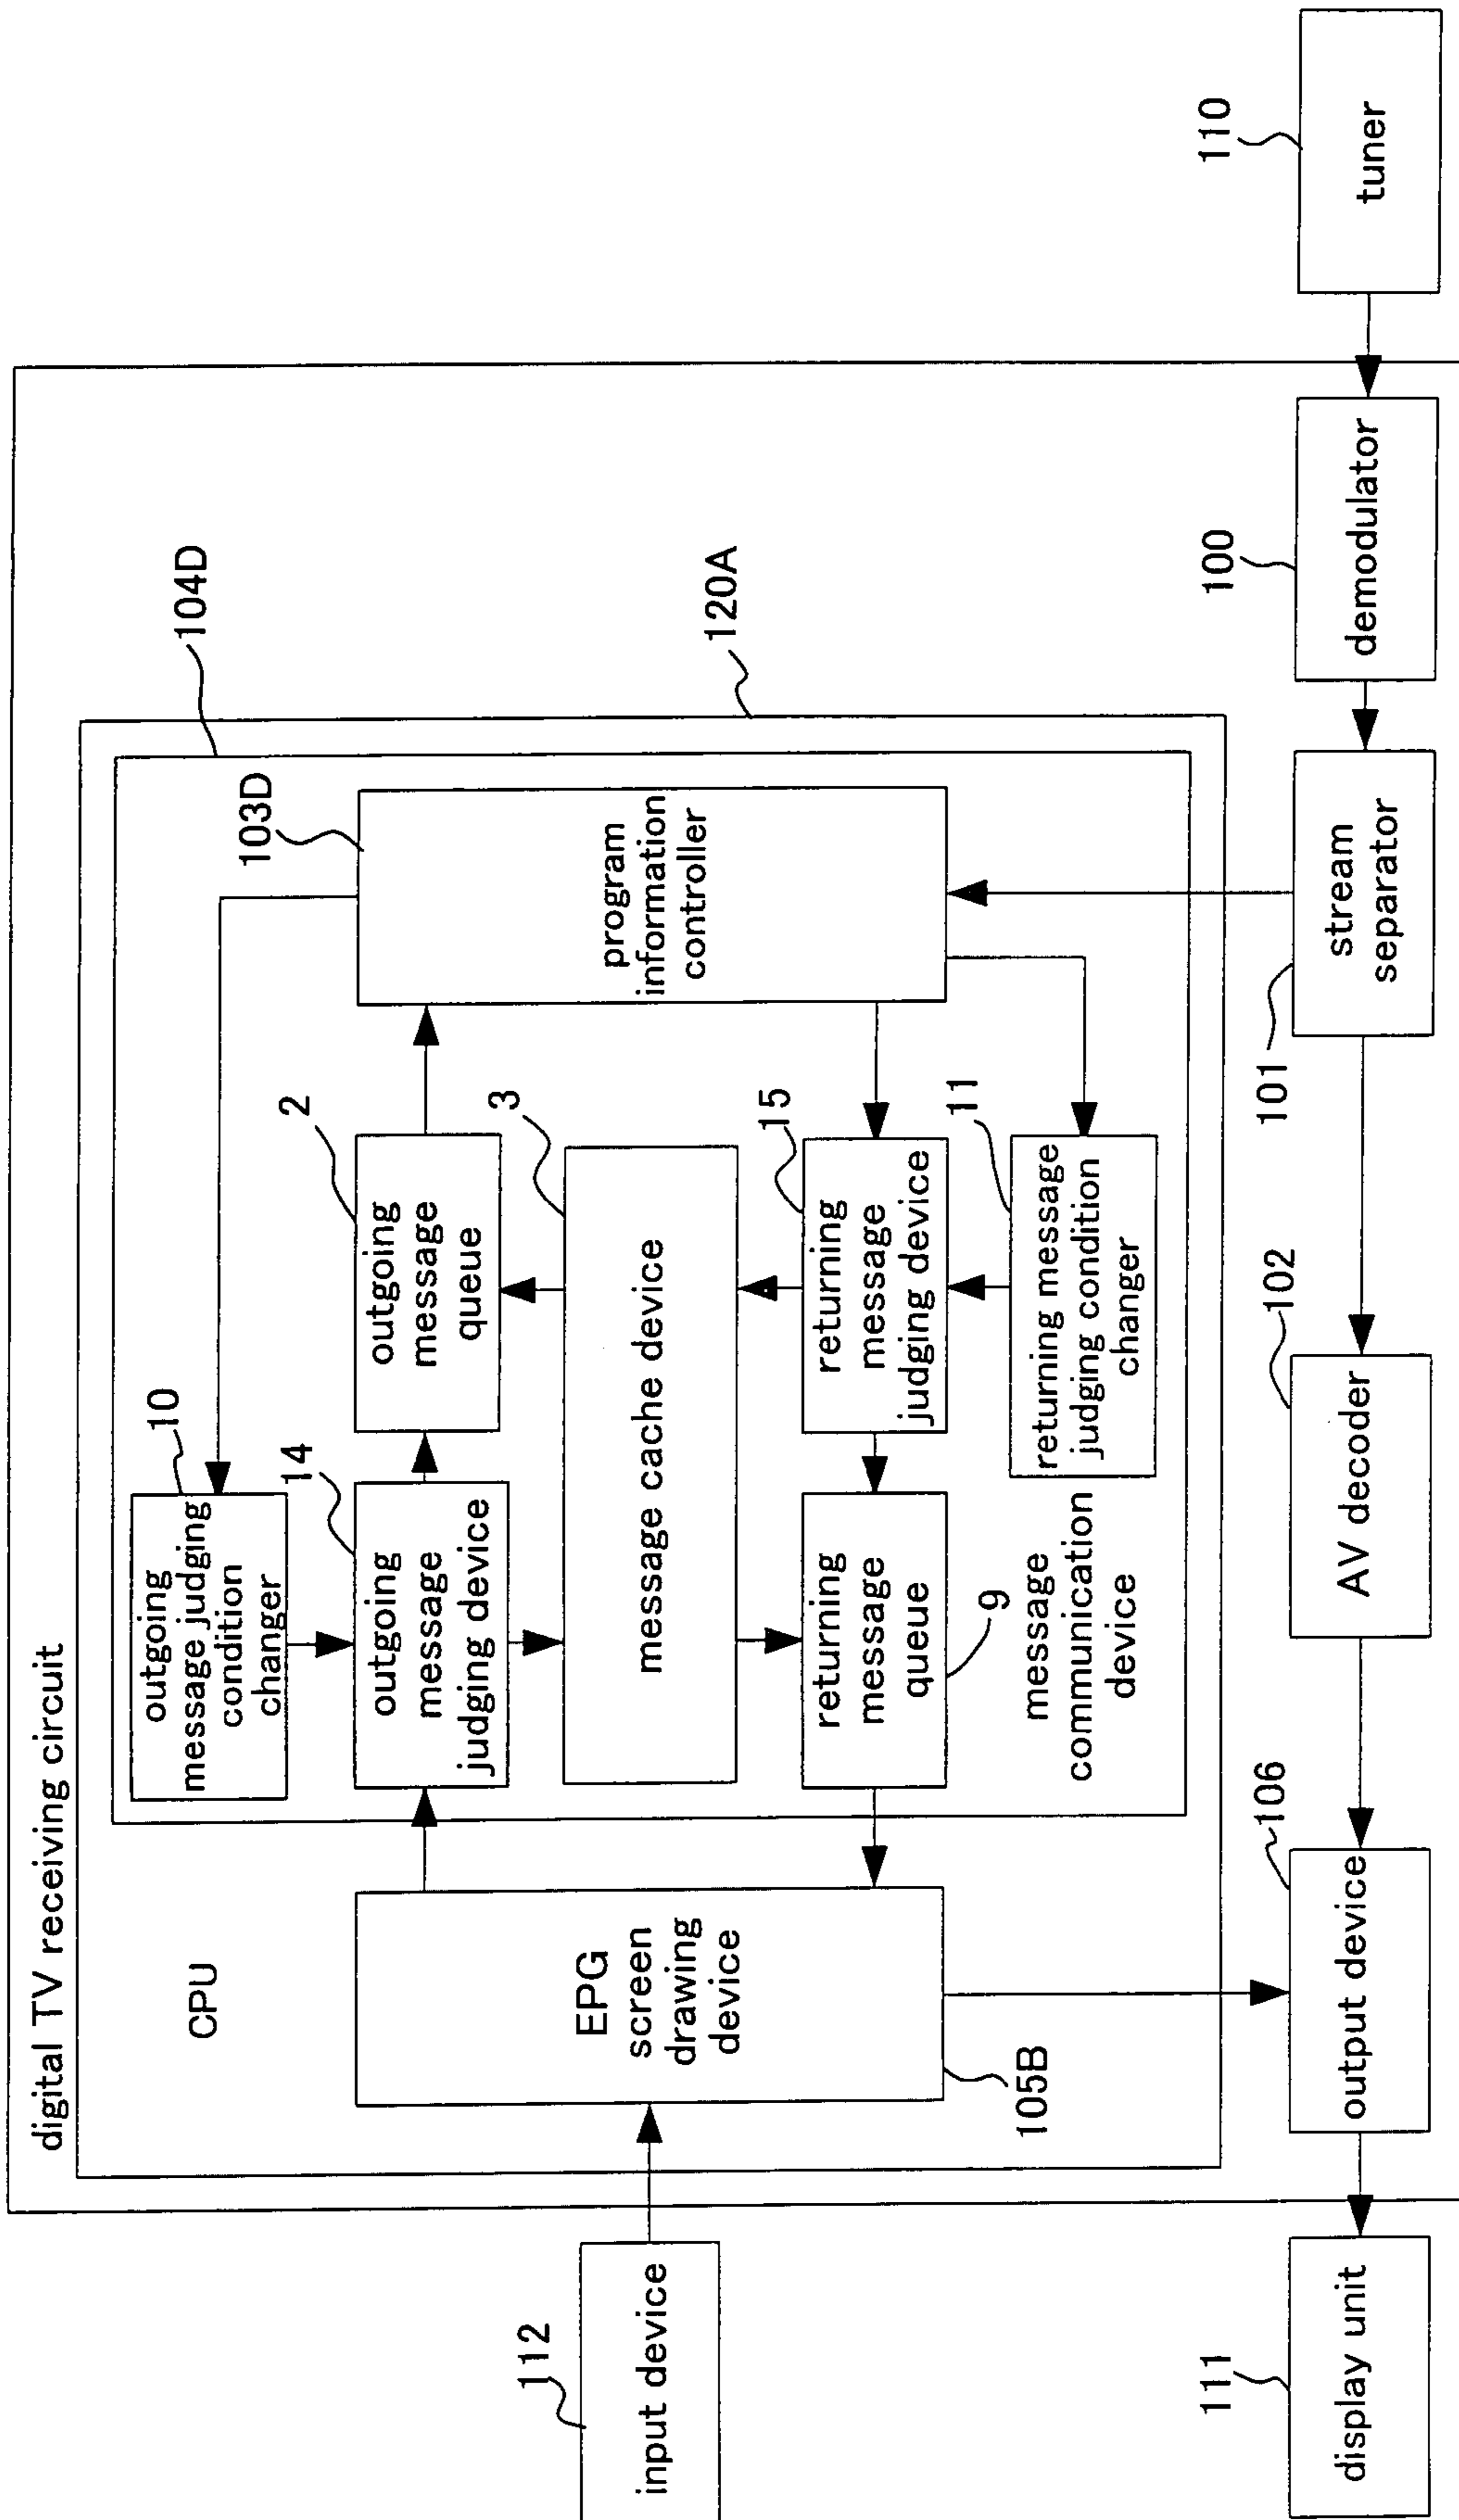 digital TV receiving circuit
CPU
104D
120A
10
outgoing
message judging
condition
changer
103D
14
outgoing
message
judging device
2
outgoing
message
queue
program
information
controller
3
message cache device
112
input device
EPG
screen
drawing
device
105B
returning
message
queue
9
15
returning
message
judging device
message
communication
device
11
returning message
judging condition
changer
111
display unit
106
output device
102
AV decoder
101
stream
separator
100
demodulator
110
tuner